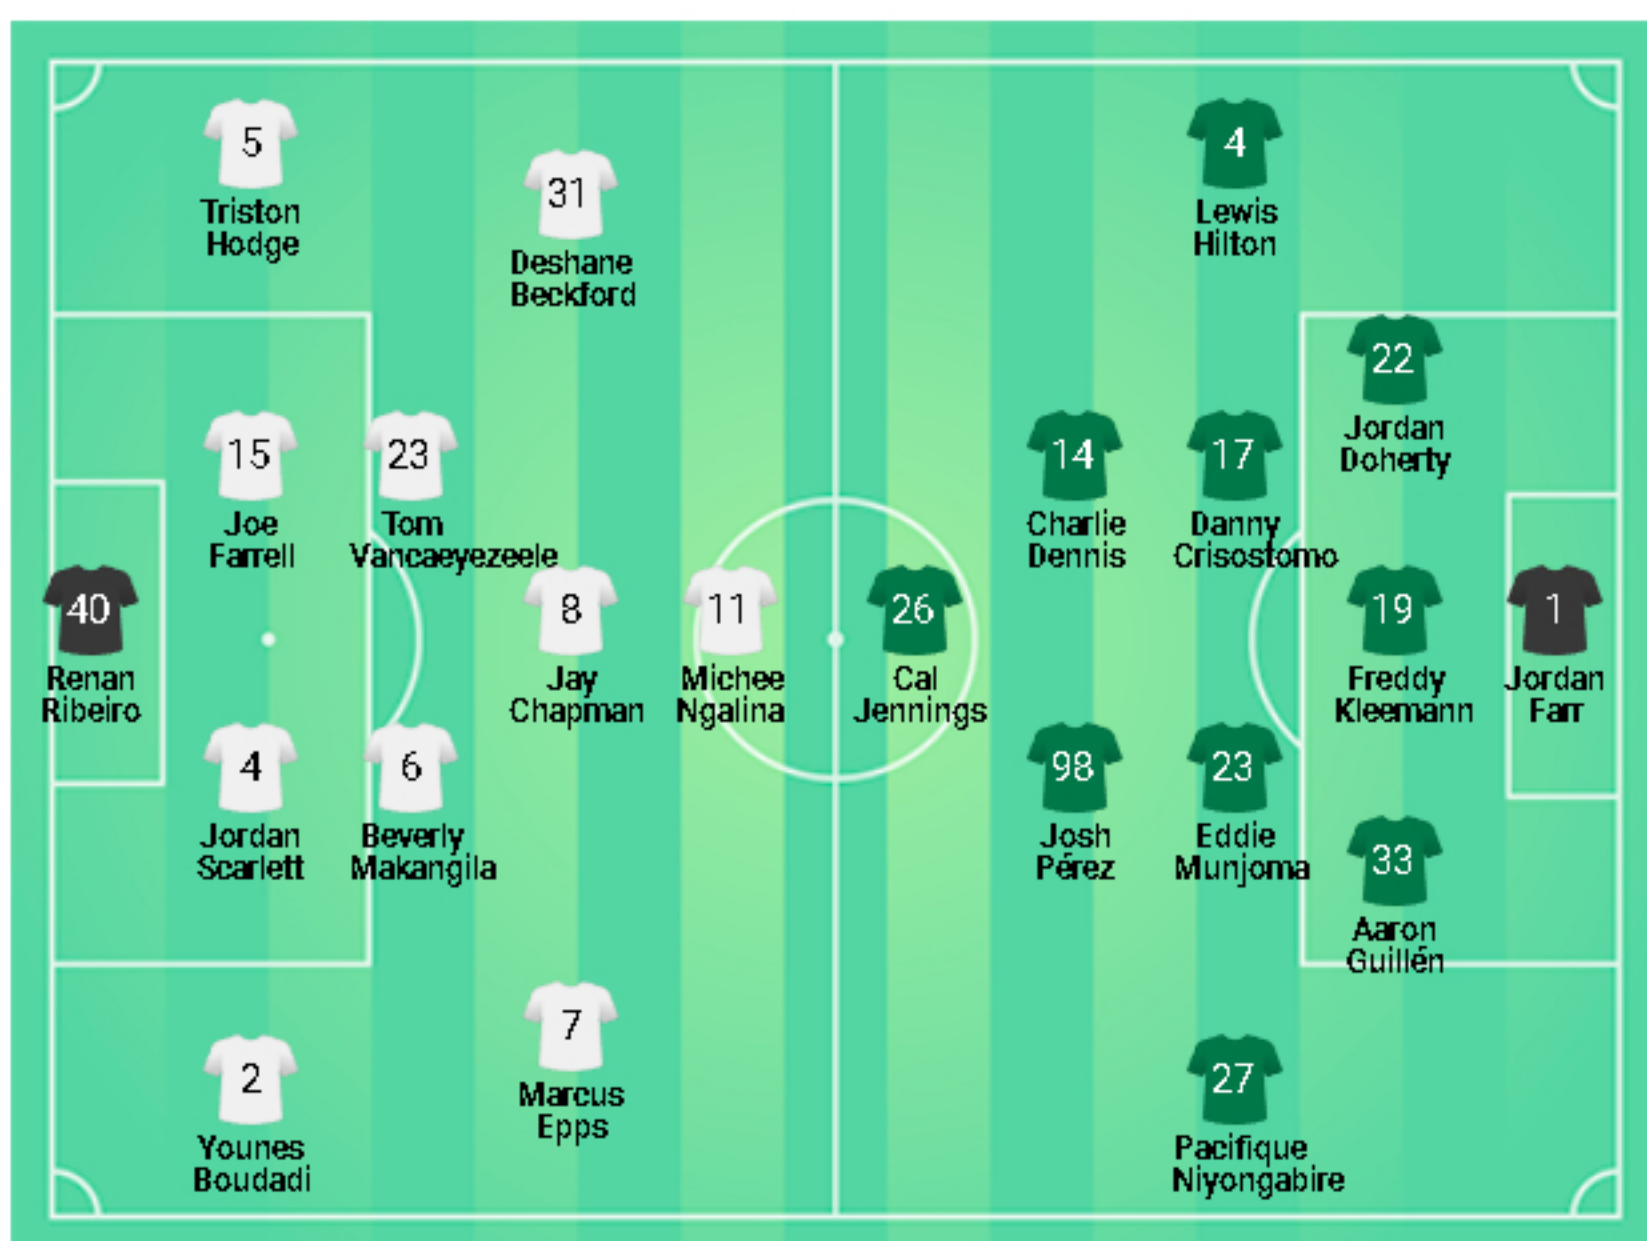 5
Triston
Hodge
31
Deshane
Beckford
4
Lewis
Hilton
22
Jordan
Doherty
15
Joe
Farrell
23
Tom
Vancaeyezeele
14
Charlie
Dennis
17
Danny
Crisostomo
40
Renan
Ribeiro
8
Jay
Chapman
11
Michee
Ngalina
26
Cal
Jennings
19
Freddy
Kleemann
1
Jordan
Farr
4
Jordan
Scarlett
6
Beverly
Makangila
98
Josh
Pérez
23
Eddie
Munjoma
33
Aaron
Guillén
7
Marcus
Epps
2
Younes
Boudadi
27
Pacifique
Niyongabire